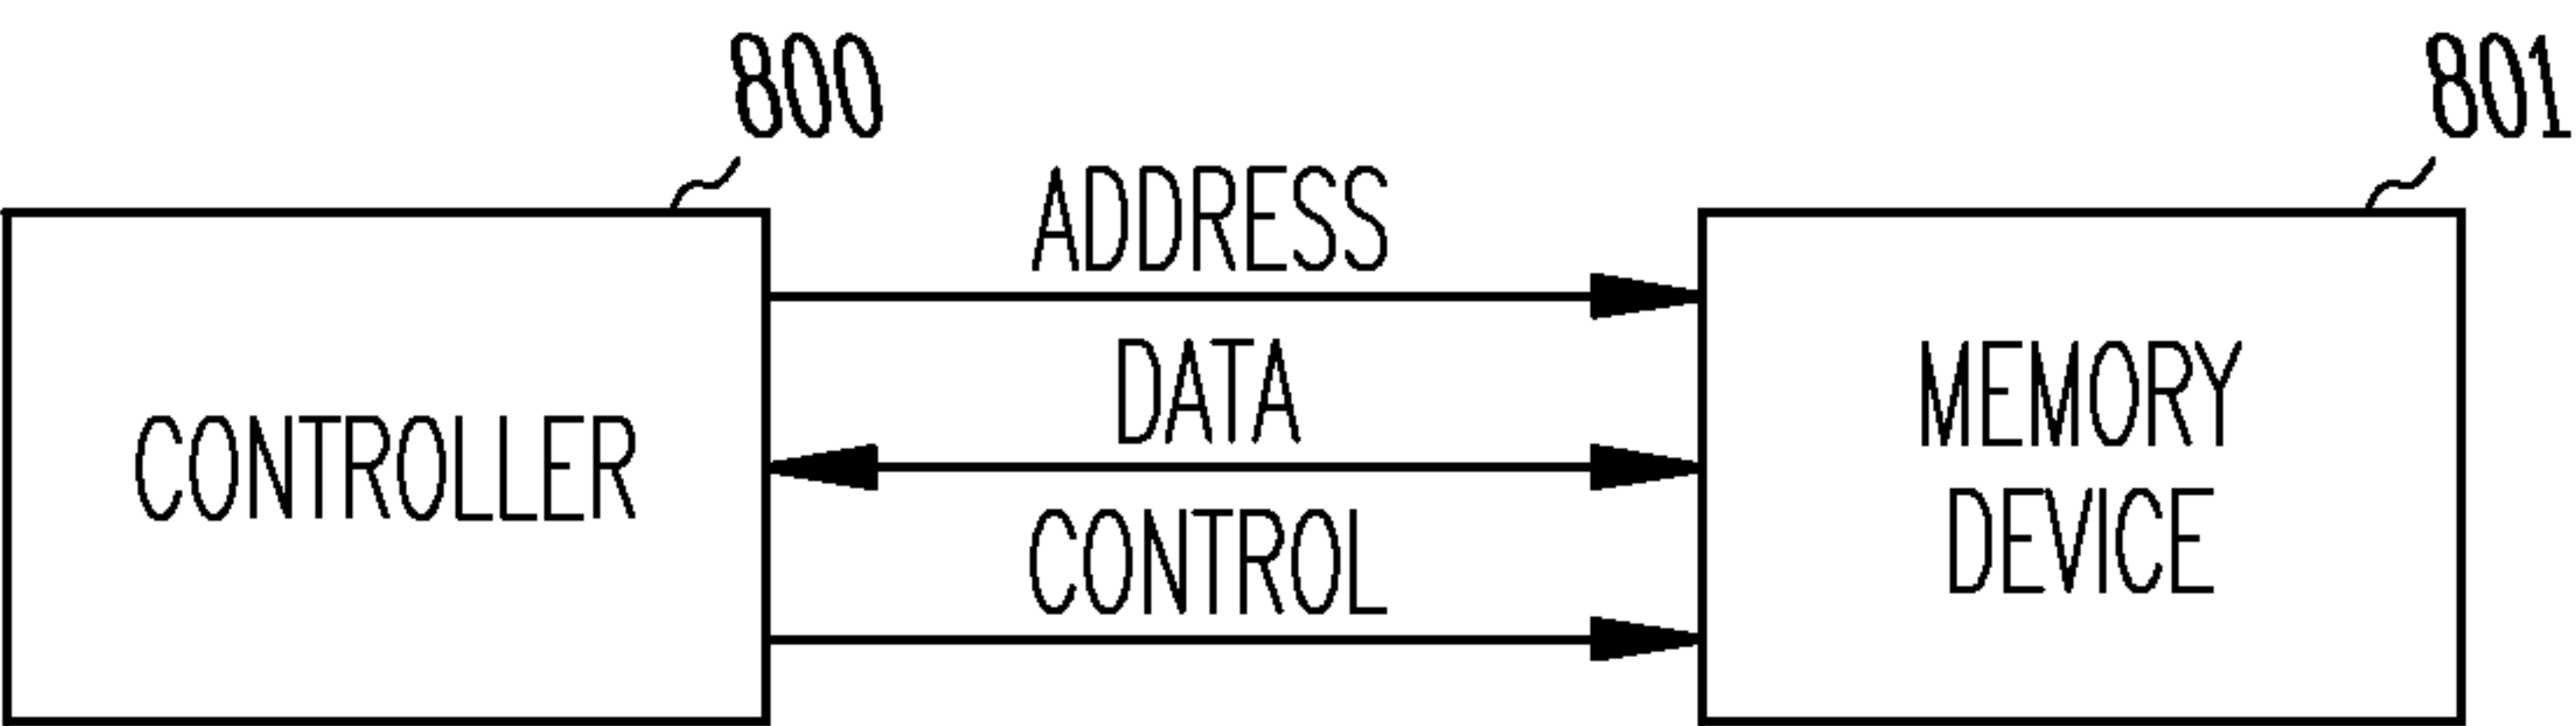 800
801
ADDRESS
DATA
CONTROLLER
CONTROL
MEMORY
DEVICE